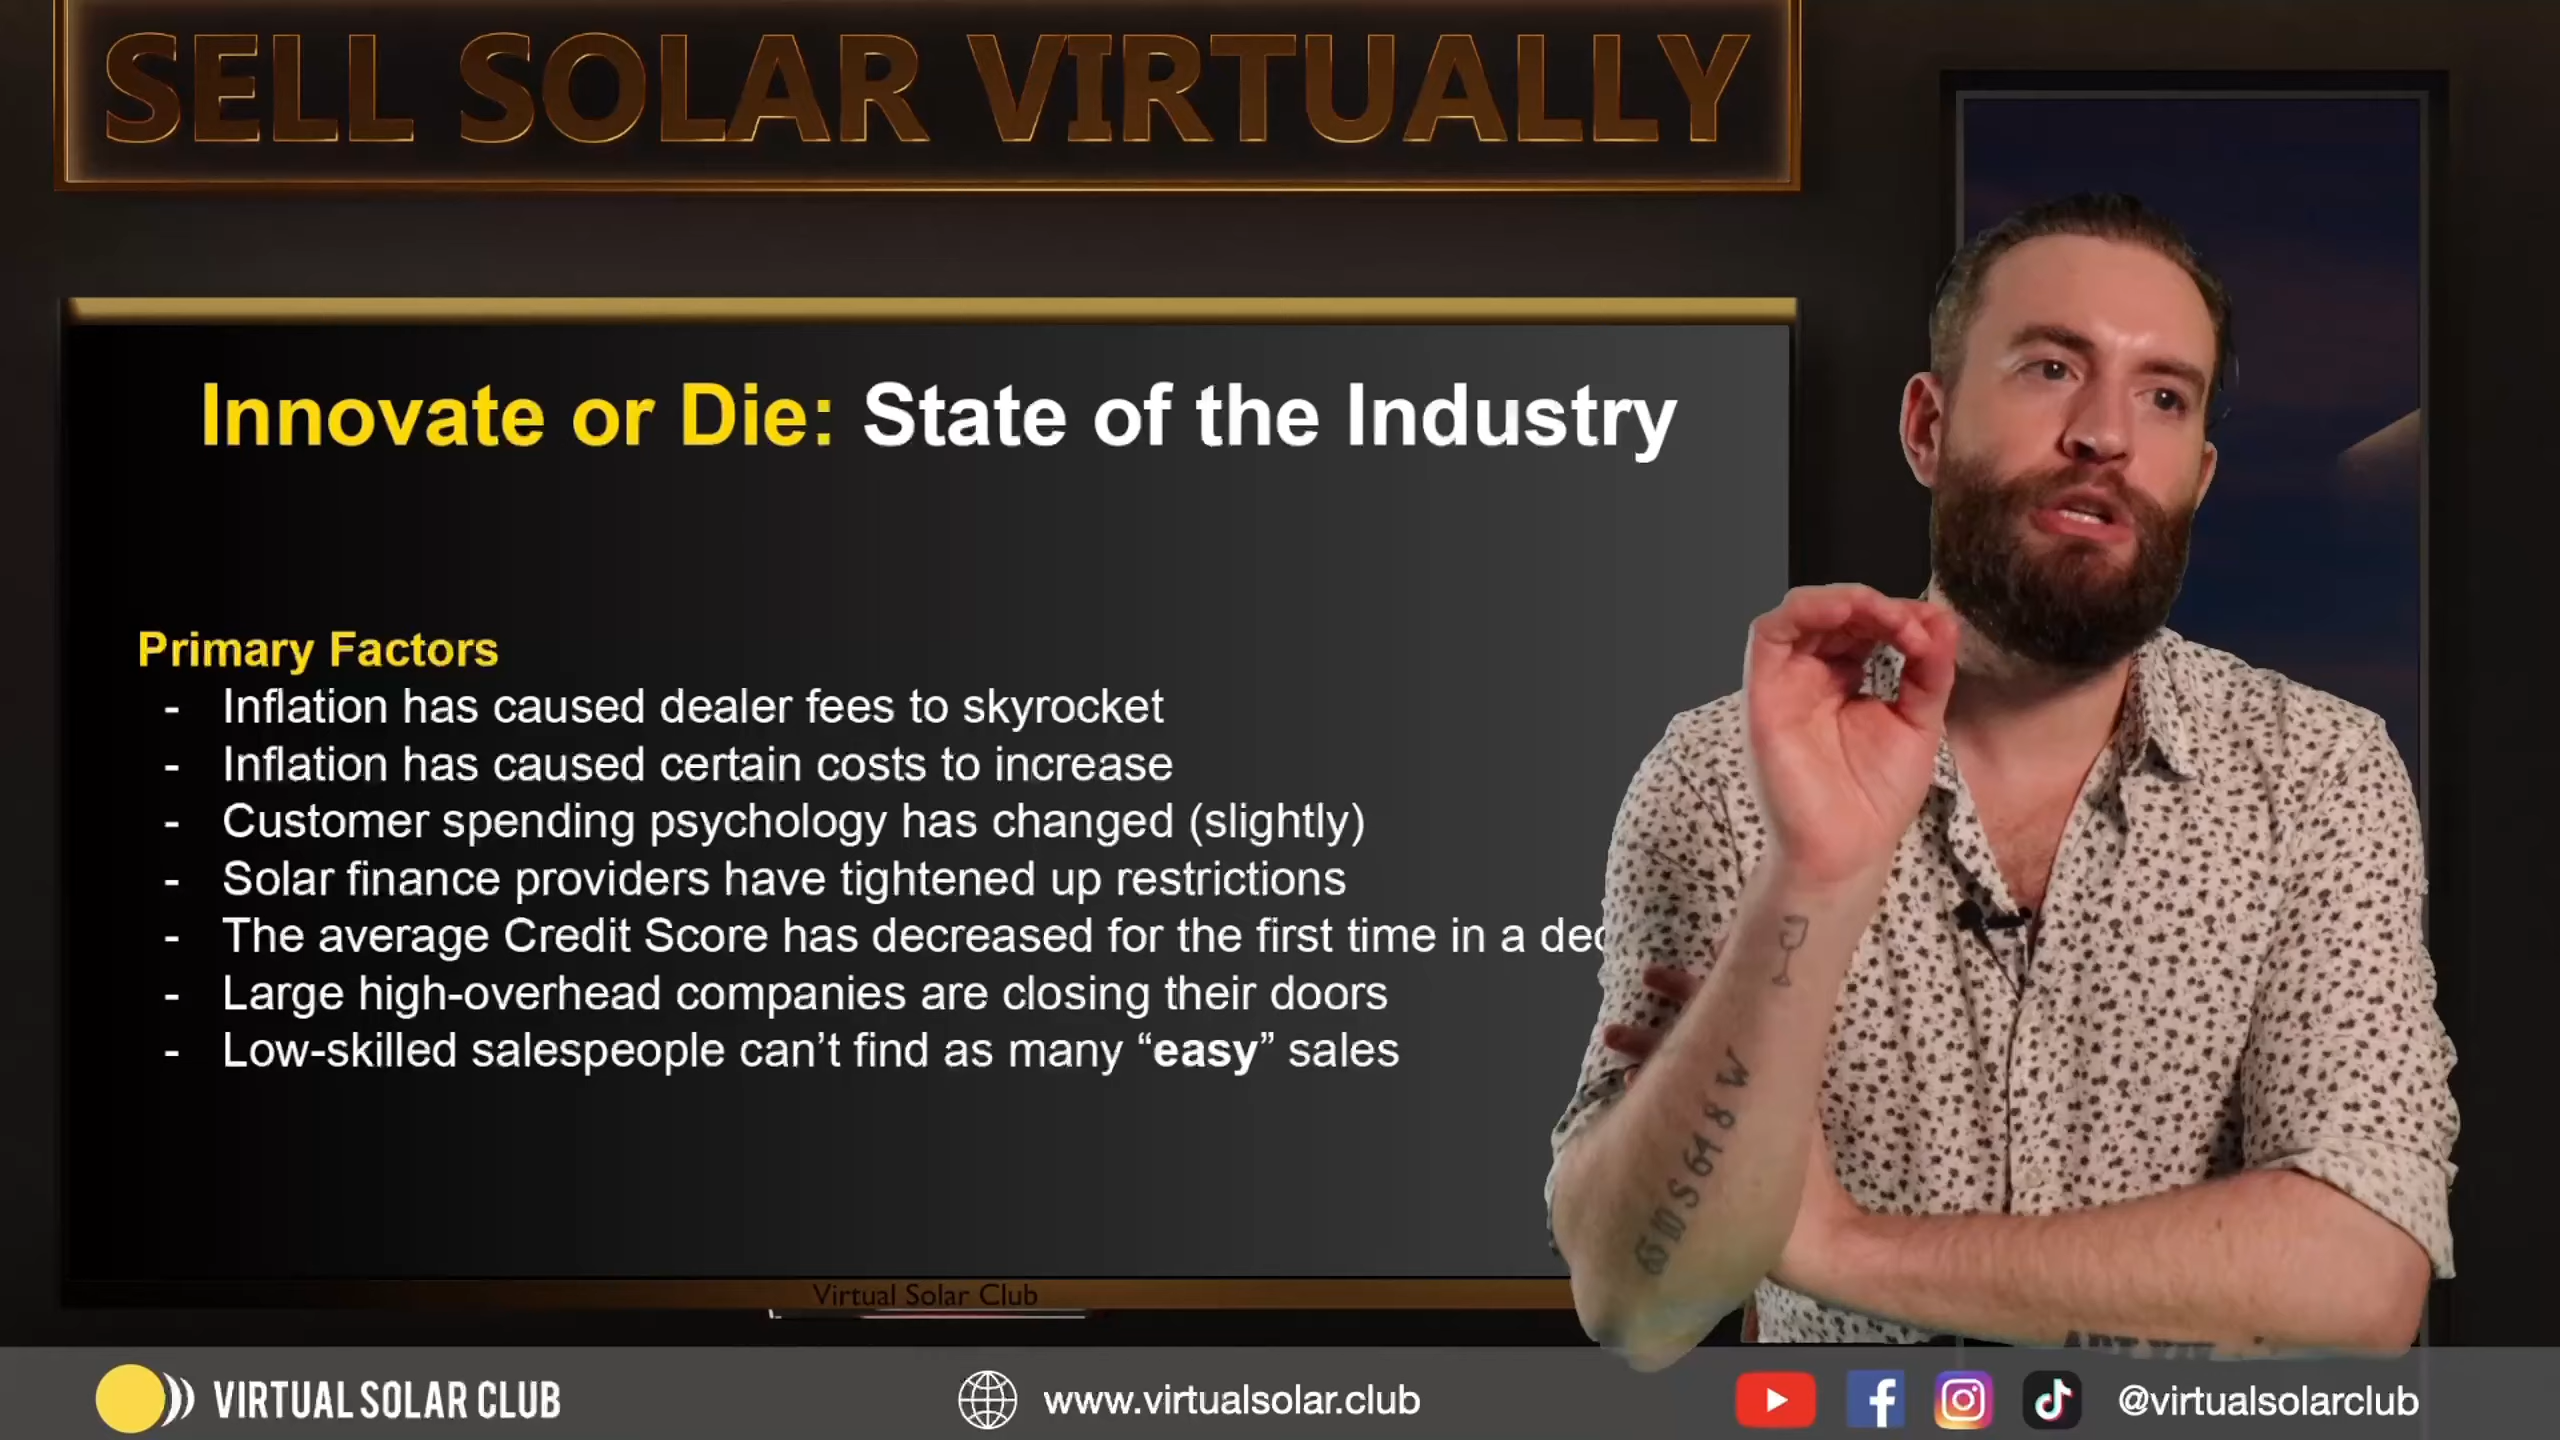 SELL SOLAR VIRTUALLY
Innovate or Die: State of the Industry
Primary Factors
- Inflation has caused dealer fees to skyrocket
- Inflation has caused certain costs to increase
- Customer spending psychology has changed (slightly)
- Solar finance providers have tightened up restrictions
- The average Credit Score has decreased for the first time in a
- Large high-overhead companies are closing their doors
- Low-skilled salespeople can’t find as many “easy” sales
Virtual Solar Club
VIRTUAL SOLAR CLUB
www.virtualsolar.club
@virtualsolarclub